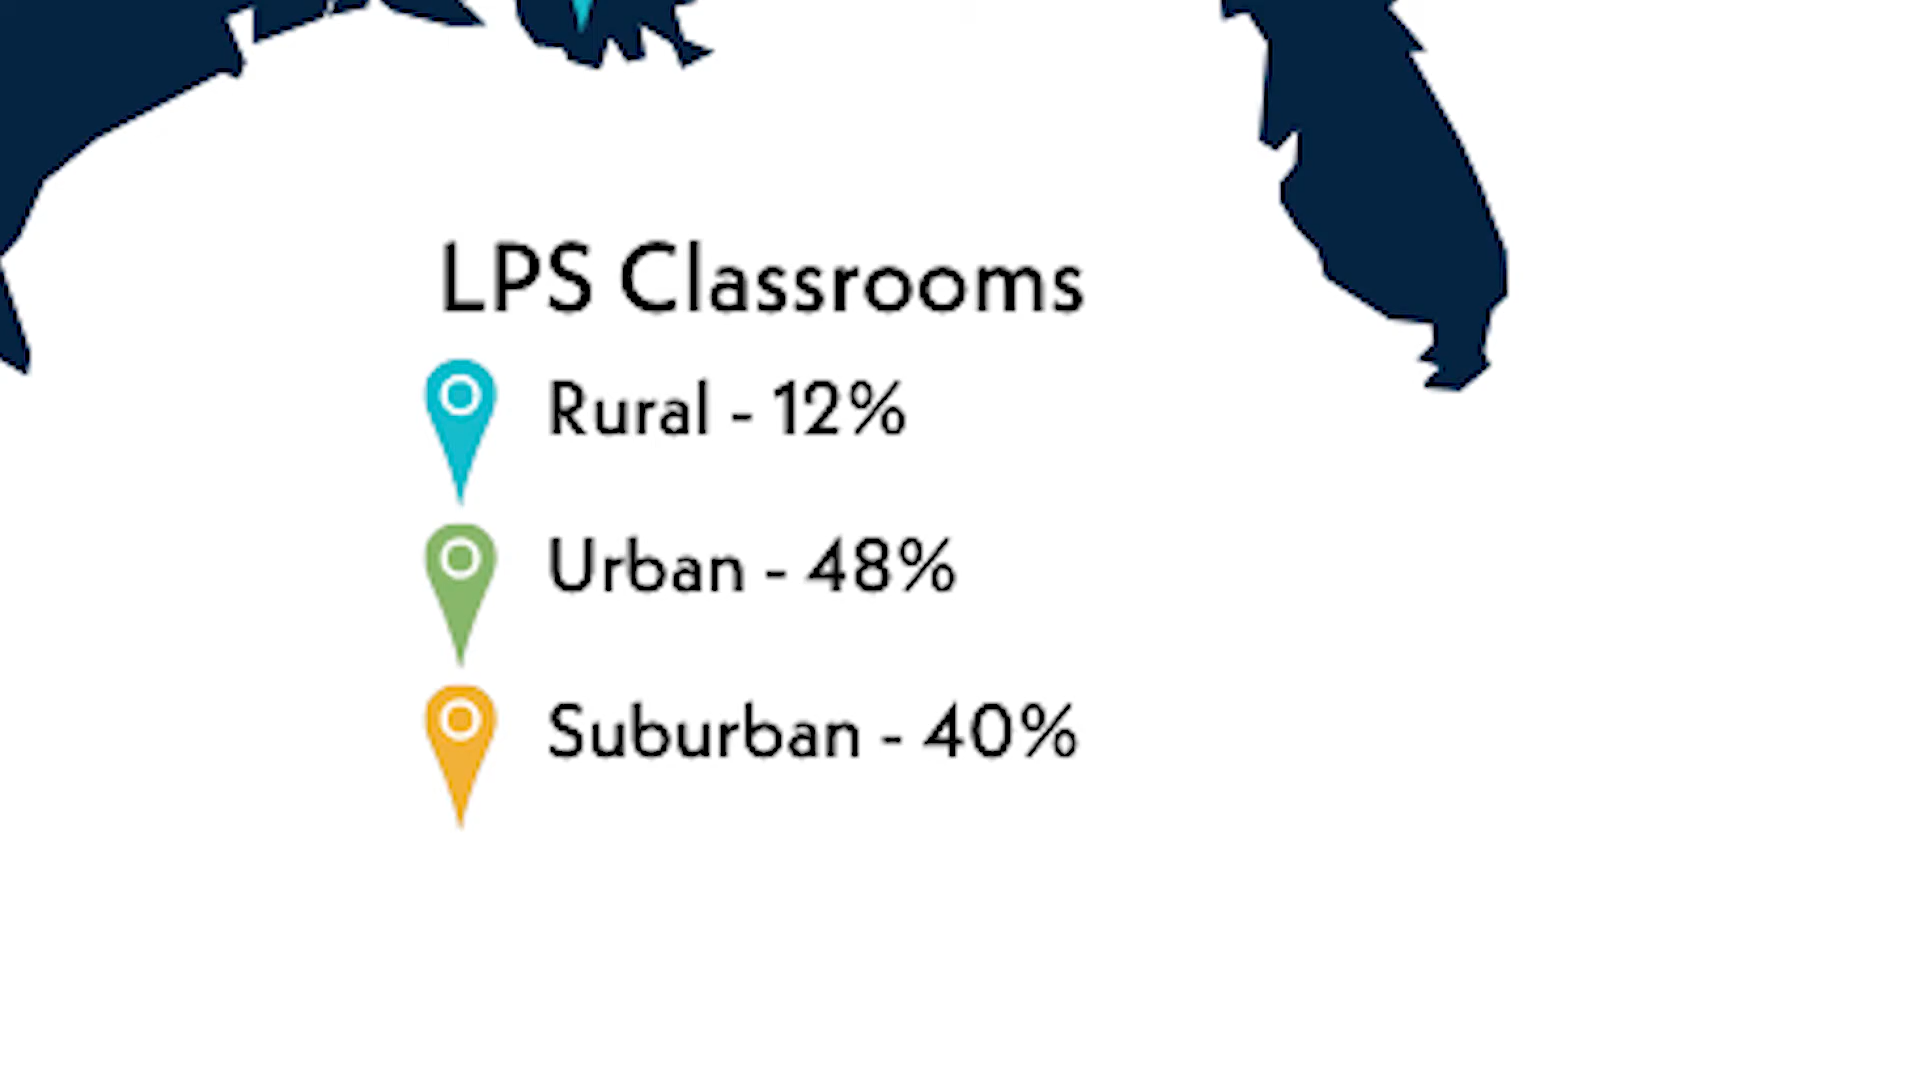 LPS Classrooms
Rural - 12%
Urban - 48%
Suburban - 40%